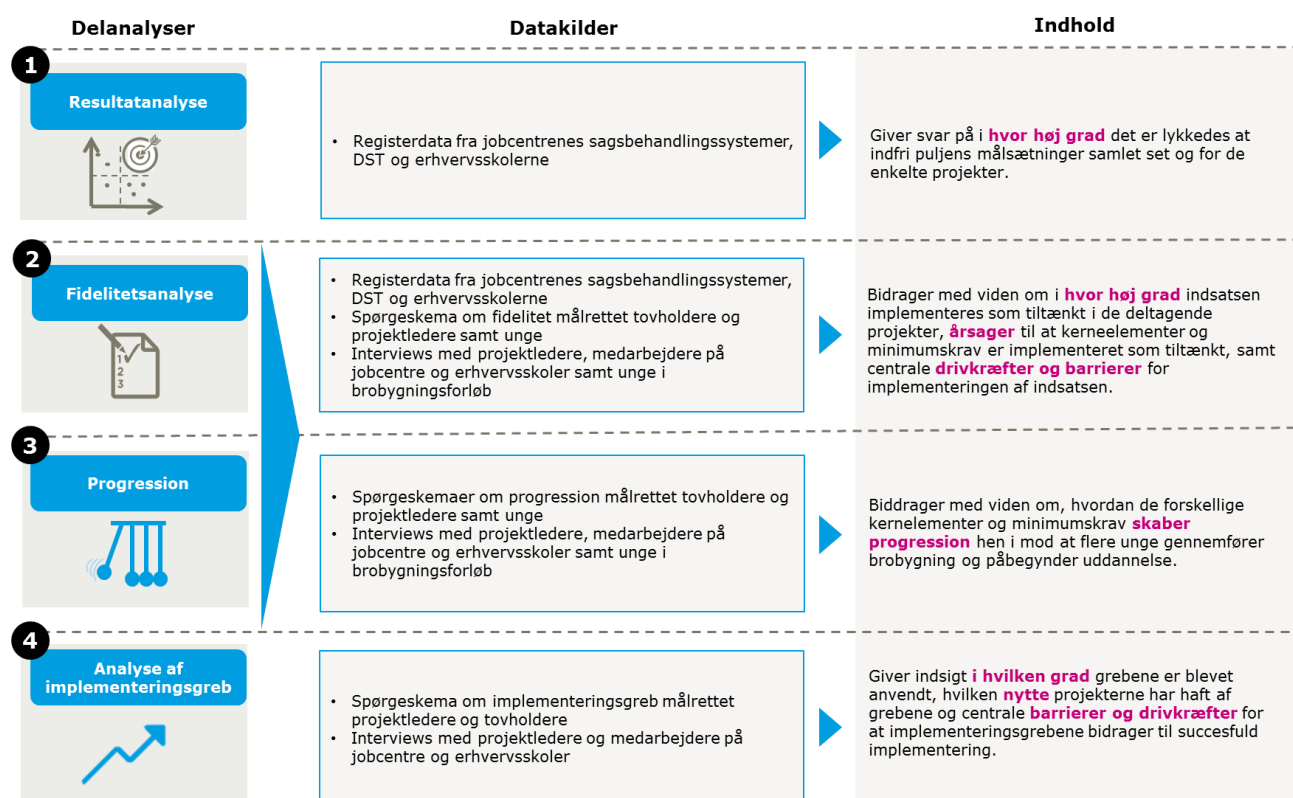 Delanalyser
Datakilder
Indhold
1
Resultatanalyse
• Registerdata fra jobcentrenes sagsbehandlingssystemer,
DST og erhvervsskolerne
Giver svar på i hvor høj grad det er lykkedes at
indfri puljens målsætninger samlet set og for de
enkelte projekter.
2
Fidelitetsanalyse
1
2
3
• Registerdata fra jobcentrenes sagsbehandlingssystemer,
DST og erhvervsskolerne
• Spørgeskema om fidelitet målrettet tovholdere og
projektledere samt unge
• Interviews med projektledere, medarbejdere på
jobcentre og erhvervsskoler samt unge i
brobygningsforløb
Bidrager med viden om i hvor høj grad indsatsen
implementeres som tiltænkt i de deltagende
projekter, årsager til at kerneelementer og
minimumskrav er implementeret som tiltænkt, samt
centrale drivkræfter og barrierer for
implementeringen af indsatsen.
3
Progression
• Spørgeskemaer om progression målrettet tovholdere og
projektledere samt unge
• Interviews med projektledere, medarbejdere på
jobcentre og erhvervsskoler samt unge i
brobygningsforløb
Biddrager med viden om, hvordan de forskellige
kernelementer og minimumskrav skaber
progression hen i mod at flere unge gennemfører
brobygning og påbegynder uddannelse.
4
Analyse af
implementeringsgreb
• Spørgeskema om implementeringsgreb målrettet
projektledere og tovholdere
• Interviews med projektledere og medarbejdere på
jobcentre og erhvervsskoler
Giver indsigt i hvilken grad grebene er blevet
anvendt, hvilken nytte projekterne har haft af
grebene og centrale barrierer og drivkræfter for
at implementeringsgrebene bidrager til succesfuld
implementering.